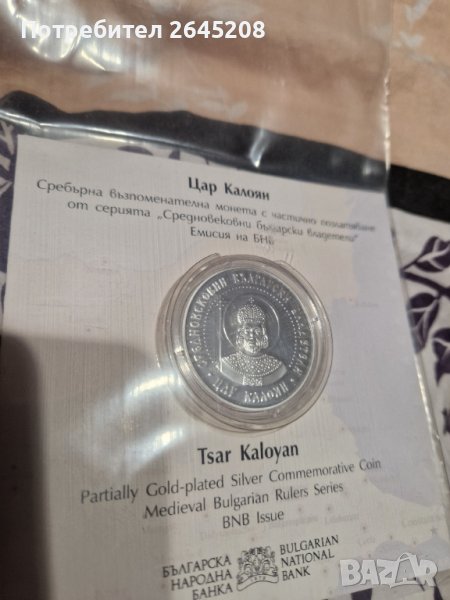 Потребител 2645208
Цар Калоян
Сребърна възпоменателна монета с частично позлатяване
от серията „Средновековни български владетели“
Емисия на БНБ
СРЕДНОВЕКОВНИ БЪЛГАРСКИ ВЛАДЕТЕЛИ
ЦАР КАЛОЯН
Tsar Kaloyan
Partially Gold-plated Silver Commemorative Coin
Medieval Bulgarian Rulers Series
BNB Issue
БЪЛГАРСКА
НАРОДНА
БАНКА
BULGARIAN
NATIONAL
BANK
BAZAR